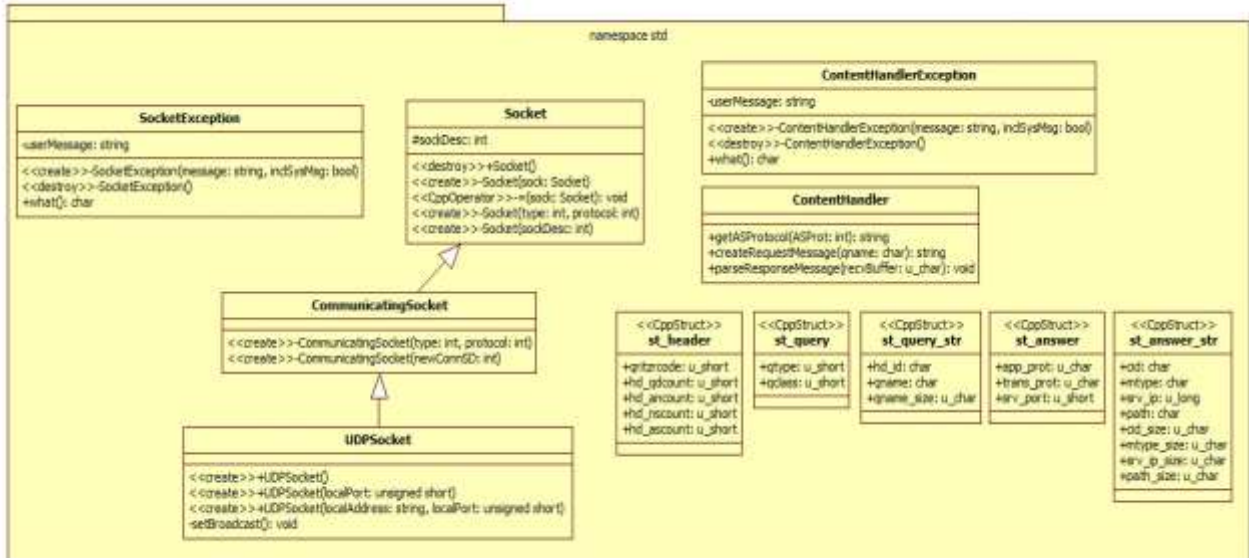 namespace std
SocketException
-userMessage: string
<<create>>-SocketException(message: string, inclSysMsg: bool)
<<destroy>>-SocketException()
+what(): char
Socket
#sockDesc: int
<<destroy>>+Socket()
<<create>>-Socket(sock: Socket)
<<CppOperator>>-=(sock: Socket): void
<<create>>-Socket(type: int, protocol: int)
<<create>>-Socket(sockDesc: int)
ContentHandlerException
-userMessage: string
<<create>>-ContentHandlerException(message: string, inclSysMsg: bool)
<<destroy>>-ContentHandlerException()
+what(): char
ContentHandler
+getASProtocol(ASProt: int): string
+createRequestMessage(qname: char): string
+parseResponseMessage(recvBuffer: u_char): void
CommunicatingSocket
<<create>>-CommunicatingSocket(type: int, protocol: int)
<<create>>-CommunicatingSocket(newConnSD: int)
UDPSocket
<<create>>+UDPSocket()
<<create>>+UDPSocket(localPort: unsigned short)
<<create>>+UDPSocket(localAddress: string, localPort: unsigned short)
-setBroadcast(): void
<<CppStruct>>
st_header
+qritzrcode: u_short
+hd_qdcount: u_short
+hd_ancount: u_short
+hd_nscount: u_short
+hd_ascount: u_short
<<CppStruct>>
st_query
+qtype: u_short
+qclass: u_short
<<CppStruct>>
st_query_str
+hd_id: char
+qname: char
+qname_size: u_char
<<CppStruct>>
st_answer
+app_prot: u_char
+trans_prot: u_char
+srv_port: u_short
<<CppStruct>>
st_answer_str
+cid: char
+mtype: char
+srv_ip: u_long
+path: char
+cid_size: u_char
+mtype_size: u_char
+srv_ip_size: u_char
+path_size: u_char